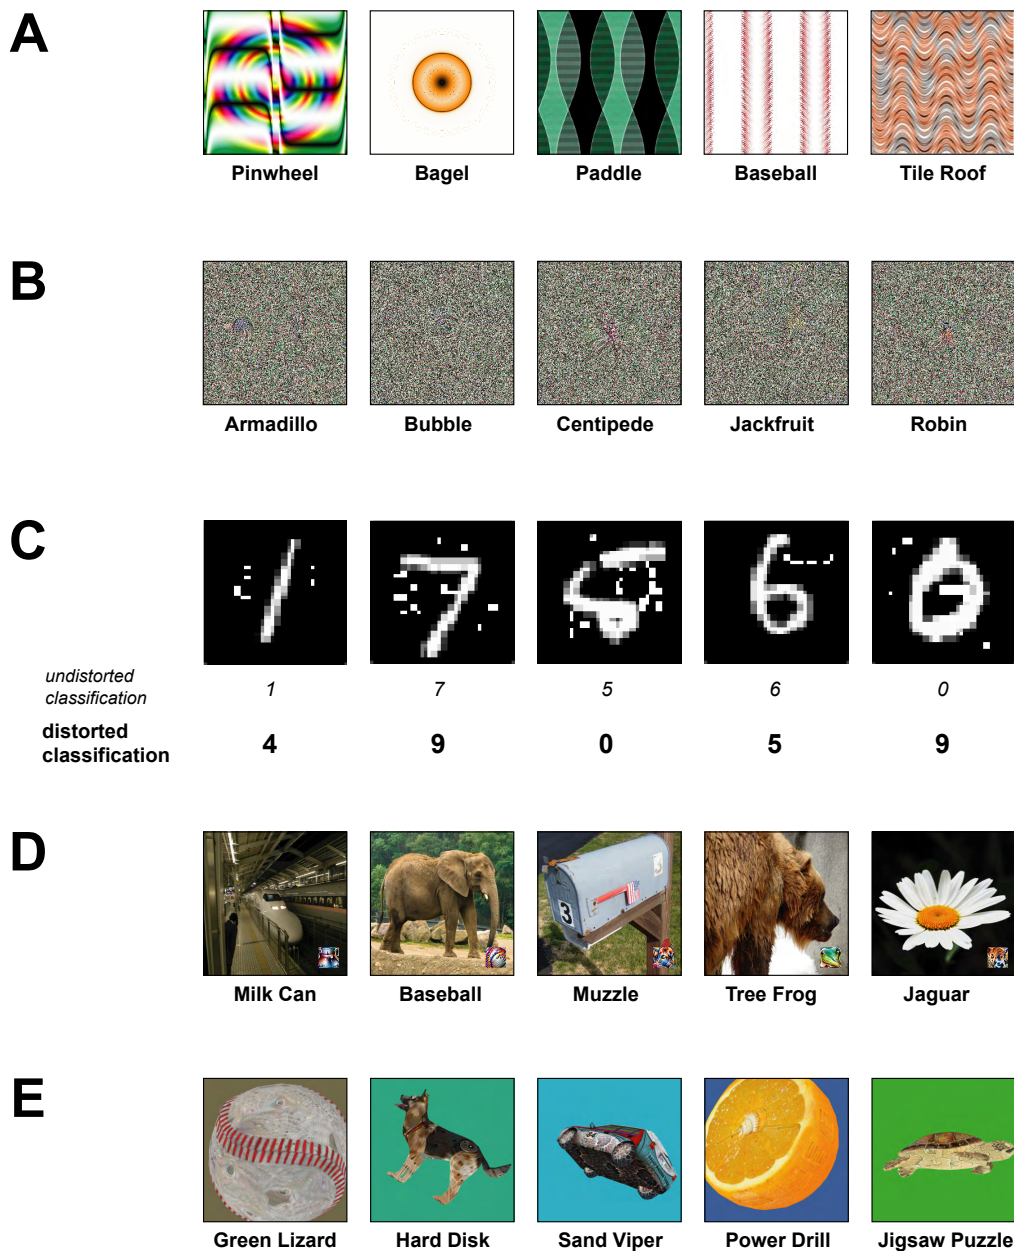 A
Pinwheel Bagel Paddle Baseball Tile Roof
B
Armadillo Bubble Centipede Jackfruit Robin
C
undistorted
classification
1 7 5 6 0
distorted
classification
4 9 0 5 9
D
3
Milk Can Baseball Muzzle Tree Frog Jaguar
E
Green Lizard Hard Disk Sand Viper Power Drill Jigsaw Puzzle